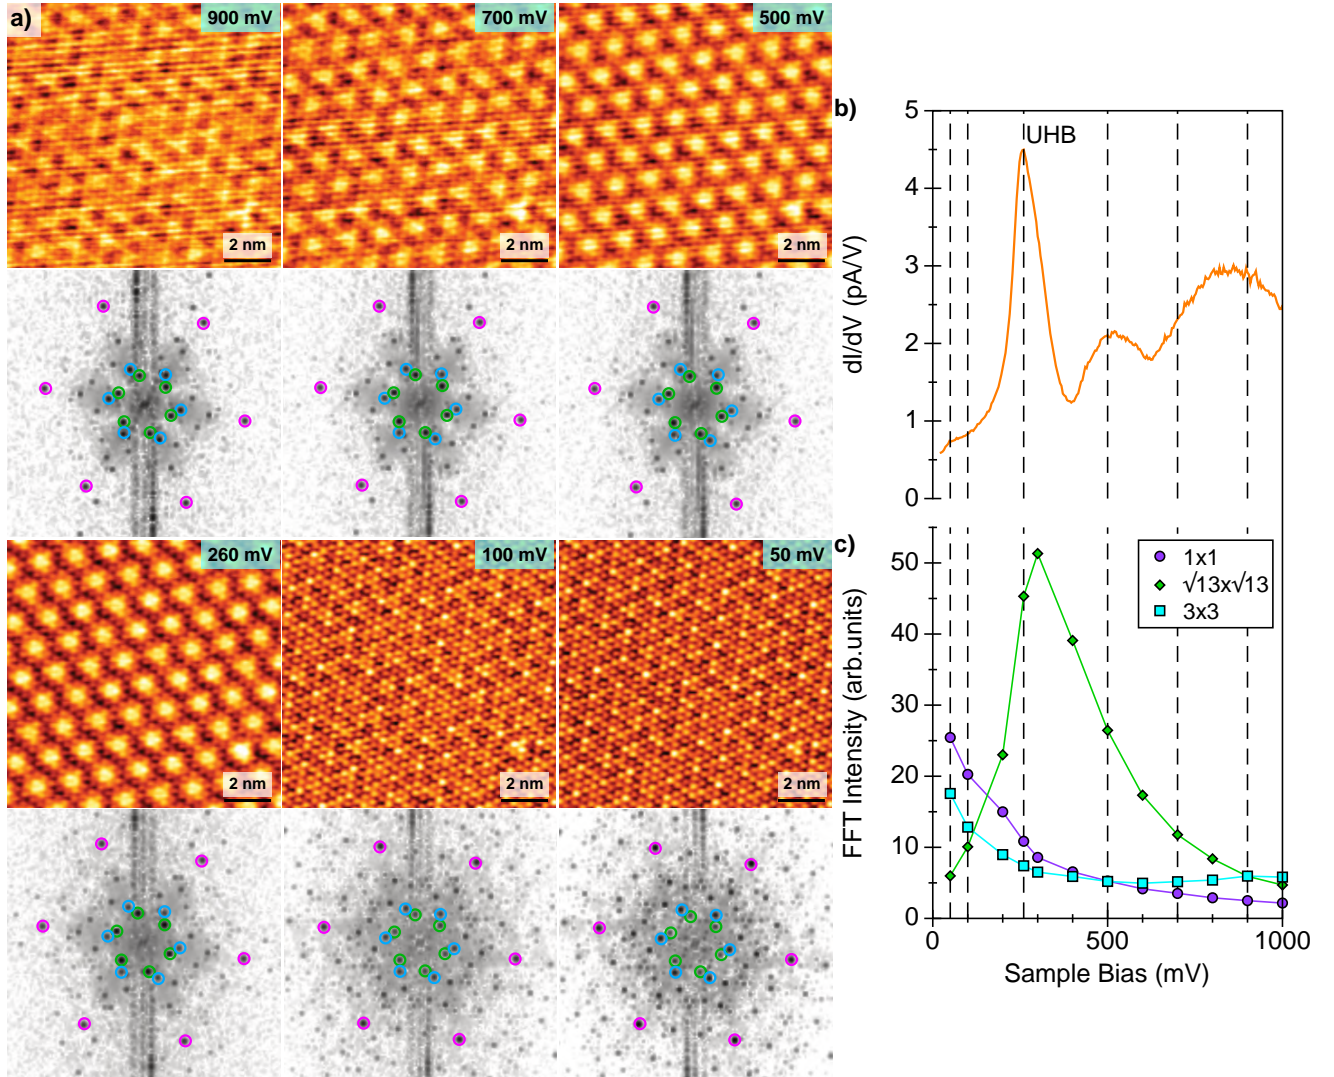 a)
900 mV
700 mV
500 mV
2 nm
2 nm
2 nm
260 mV
100 mV
50 mV
2 nm
2 nm
2 nm
b)
5
4
3
2
1
0
dI/dV (pA/V)
UHB
c)
50
40
30
20
10
0
FFT Intensity (arb.units)
1x1
√13x√13
3x3
0
500
1000
Sample Bias (mV)